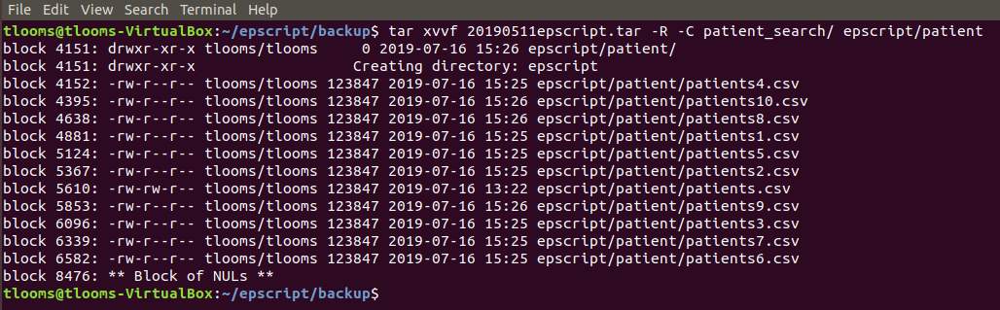 File Edit View Search Terminal Help
tlooms@tlooms-VirtualBox:~/epscript/backup$ tar xvvf 20190511epscript.tar -R -C patient_search/ epscript/patient
block 4151: drwxr-xr-x tlooms/tlooms     0 2019-07-16 15:26 epscript/patient/
block 4151: drwxr-xr-x                  Creating directory: epscript
block 4152: -rw-r--r-- tlooms/tlooms 123847 2019-07-16 15:25 epscript/patient/patients4.csv
block 4395: -rw-r--r-- tlooms/tlooms 123847 2019-07-16 15:26 epscript/patient/patients10.csv
block 4638: -rw-r--r-- tlooms/tlooms 123847 2019-07-16 15:26 epscript/patient/patients8.csv
block 4881: -rw-r--r-- tlooms/tlooms 123847 2019-07-16 15:25 epscript/patient/patients1.csv
block 5124: -rw-r--r-- tlooms/tlooms 123847 2019-07-16 15:25 epscript/patient/patients5.csv
block 5367: -rw-r--r-- tlooms/tlooms 123847 2019-07-16 15:25 epscript/patient/patients2.csv
block 5610: -rw-rw-r-- tlooms/tlooms 123847 2019-07-16 13:22 epscript/patient/patients.csv
block 5853: -rw-r--r-- tlooms/tlooms 123847 2019-07-16 15:26 epscript/patient/patients9.csv
block 6096: -rw-r--r-- tlooms/tlooms 123847 2019-07-16 15:25 epscript/patient/patients3.csv
block 6339: -rw-r--r-- tlooms/tlooms 123847 2019-07-16 15:25 epscript/patient/patients7.csv
block 6582: -rw-r--r-- tlooms/tlooms 123847 2019-07-16 15:25 epscript/patient/patients6.csv
block 8476: ** Block of NULs **
tlooms@tlooms-VirtualBox:~/epscript/backup$